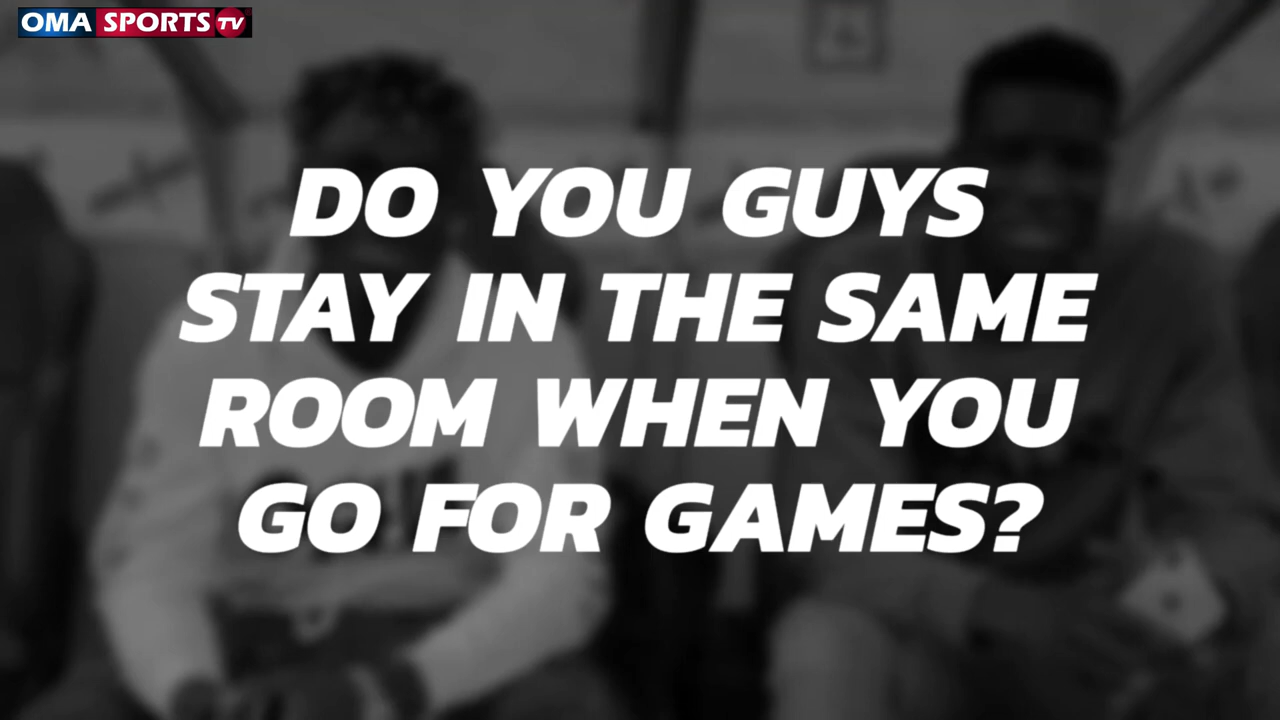 OMA SPORTS TV
DO YOU GUYS
STAY IN THE SAME
ROOM WHEN YOU
GO FOR GAMES?